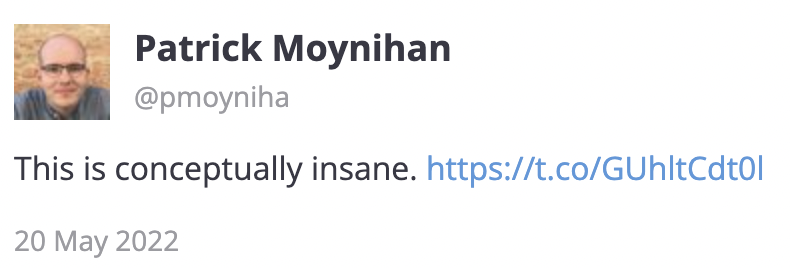 Patrick Moynihan
@pmoyniha
This is conceptually insane. https://t.co/GUhltCdt0l
20 May 2022